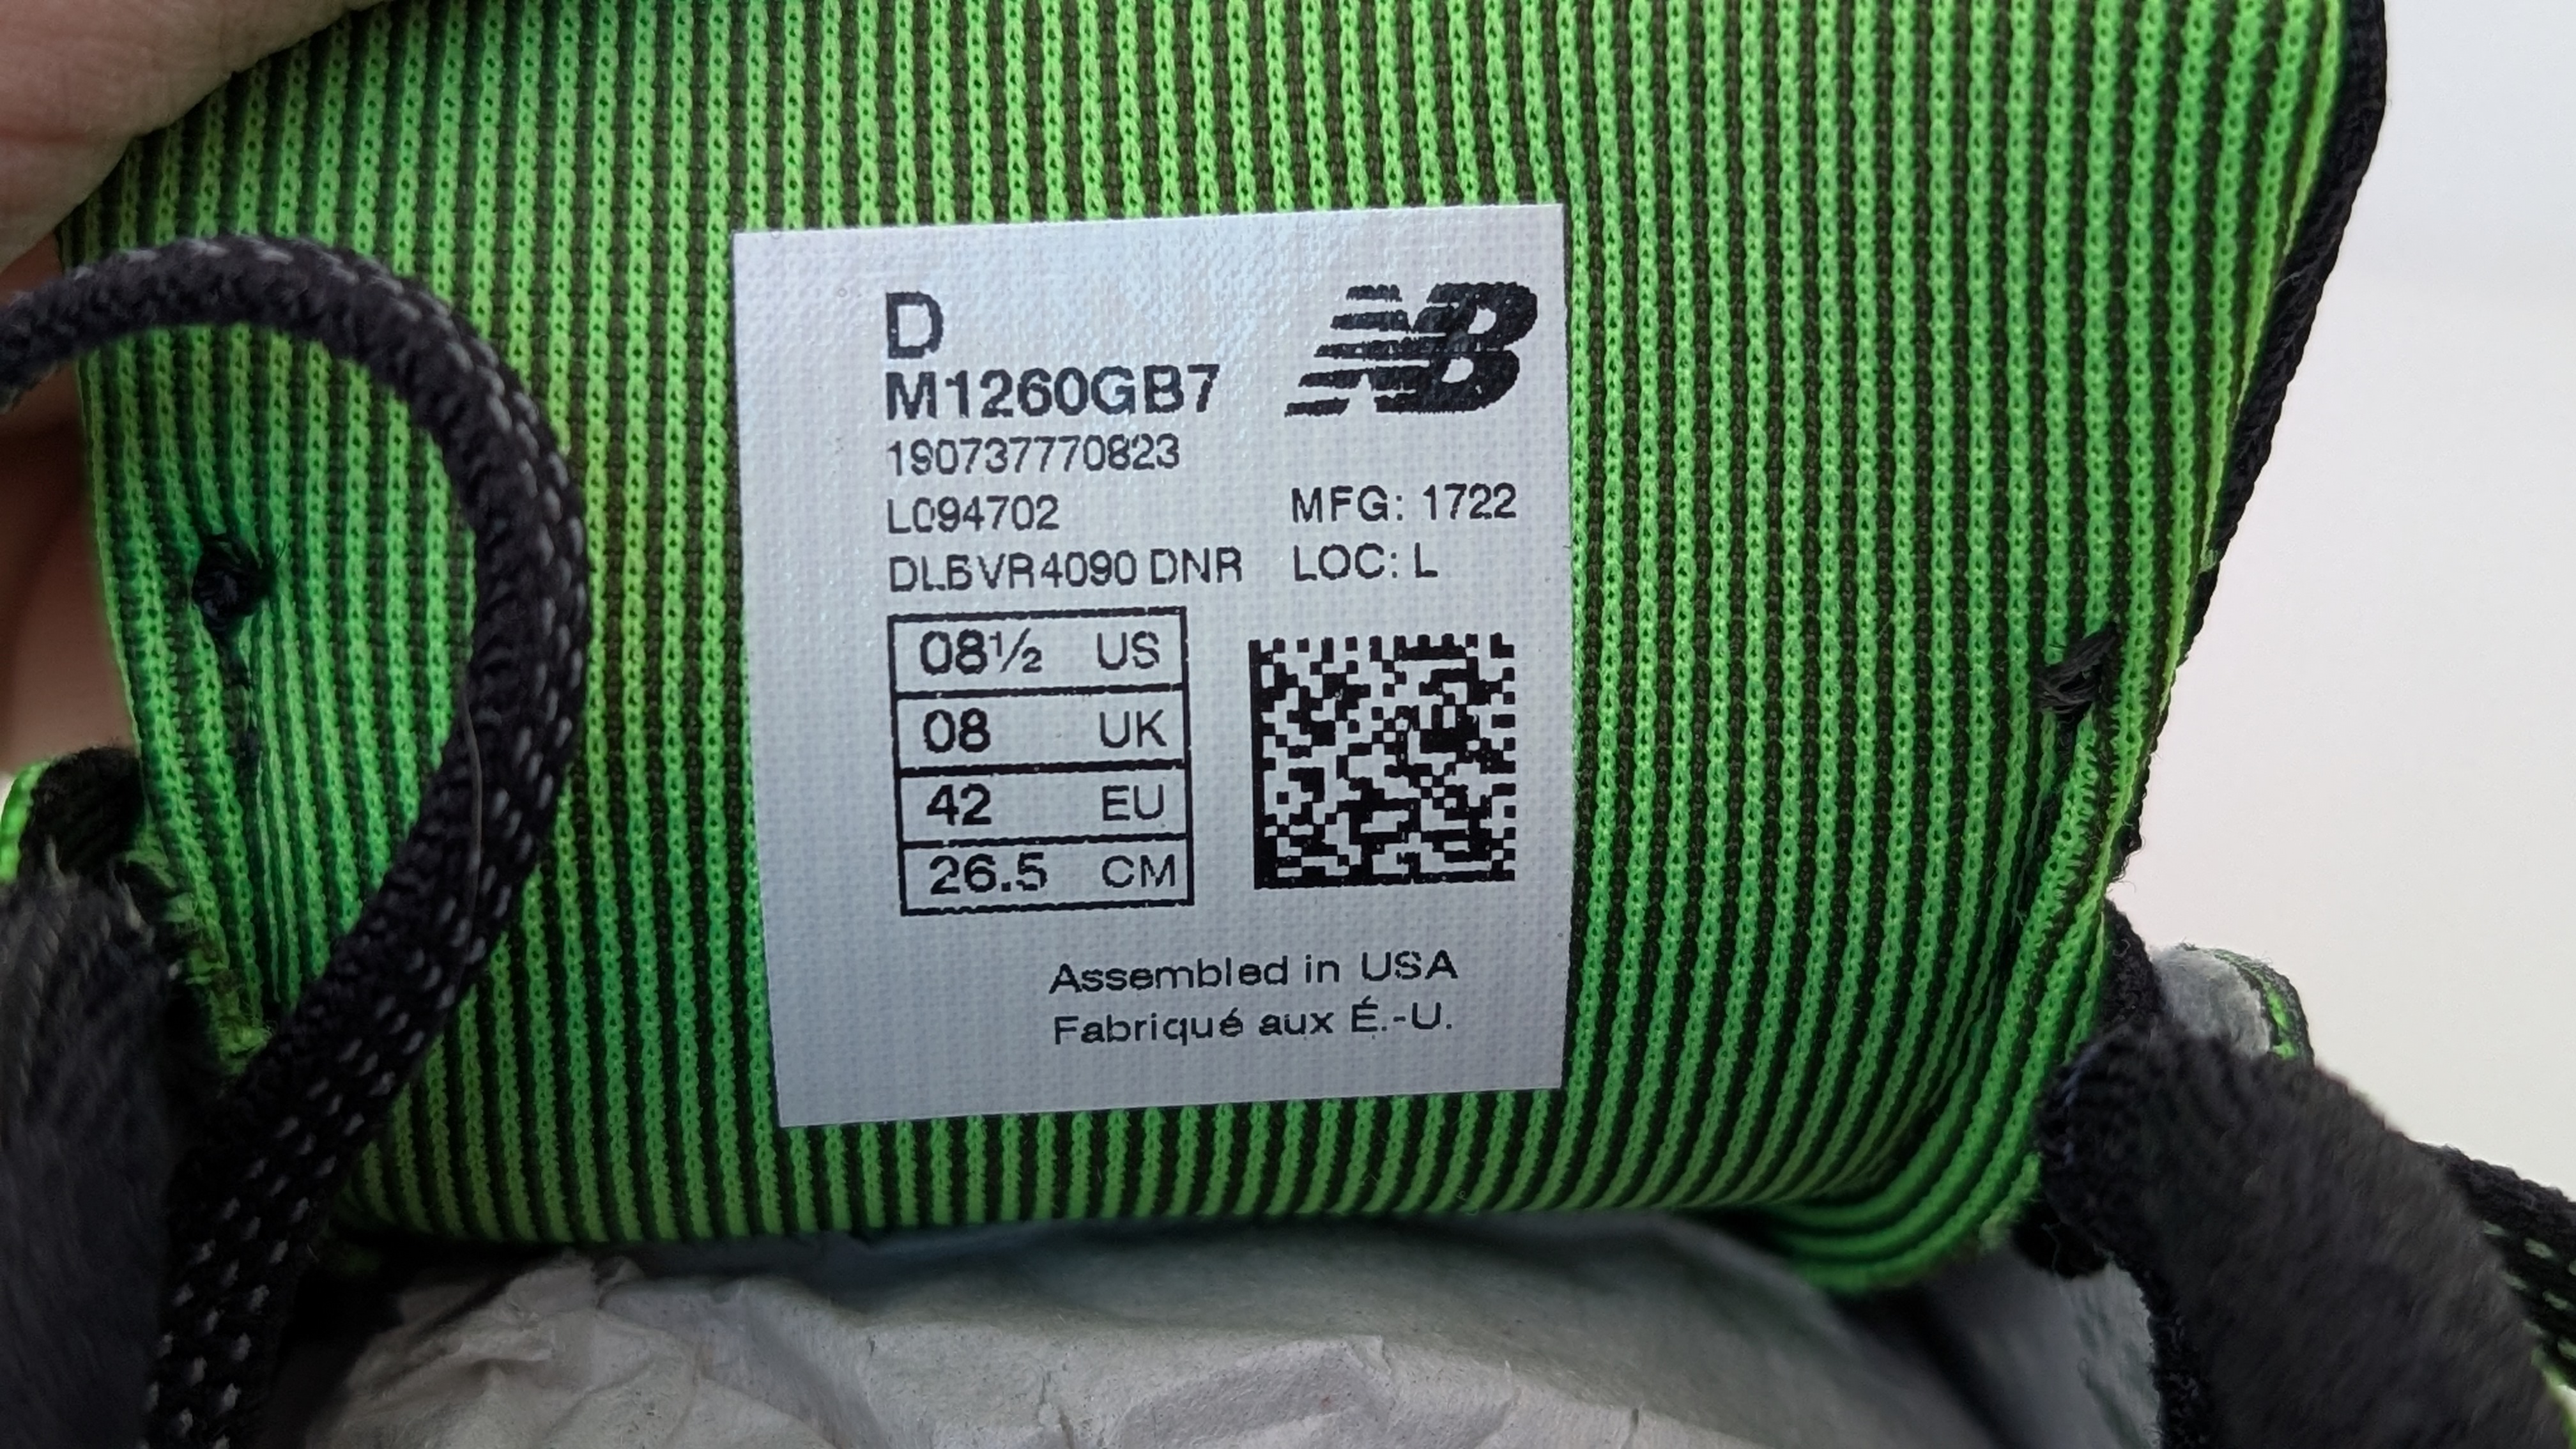 D
NB
M1260GB7
190737770823
L094702
MFG: 1722
DLBVR4090 DNR
LOC: L
08½ US
08 UK
42 EU
26.5 CM
Assembled in USA
Fabriqué aux É.-U.